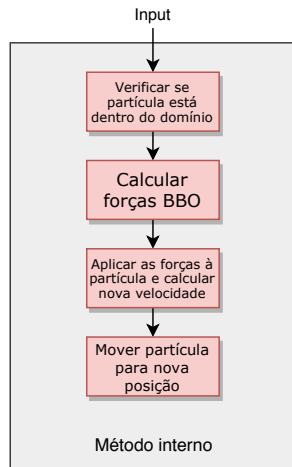 Input
Verificar se
partícula está
dentro do domínio
Calcular
forças BBO
Aplicar as forças à
partícula e calcular
nova velocidade
Mover partícula
para nova
posição
Método interno